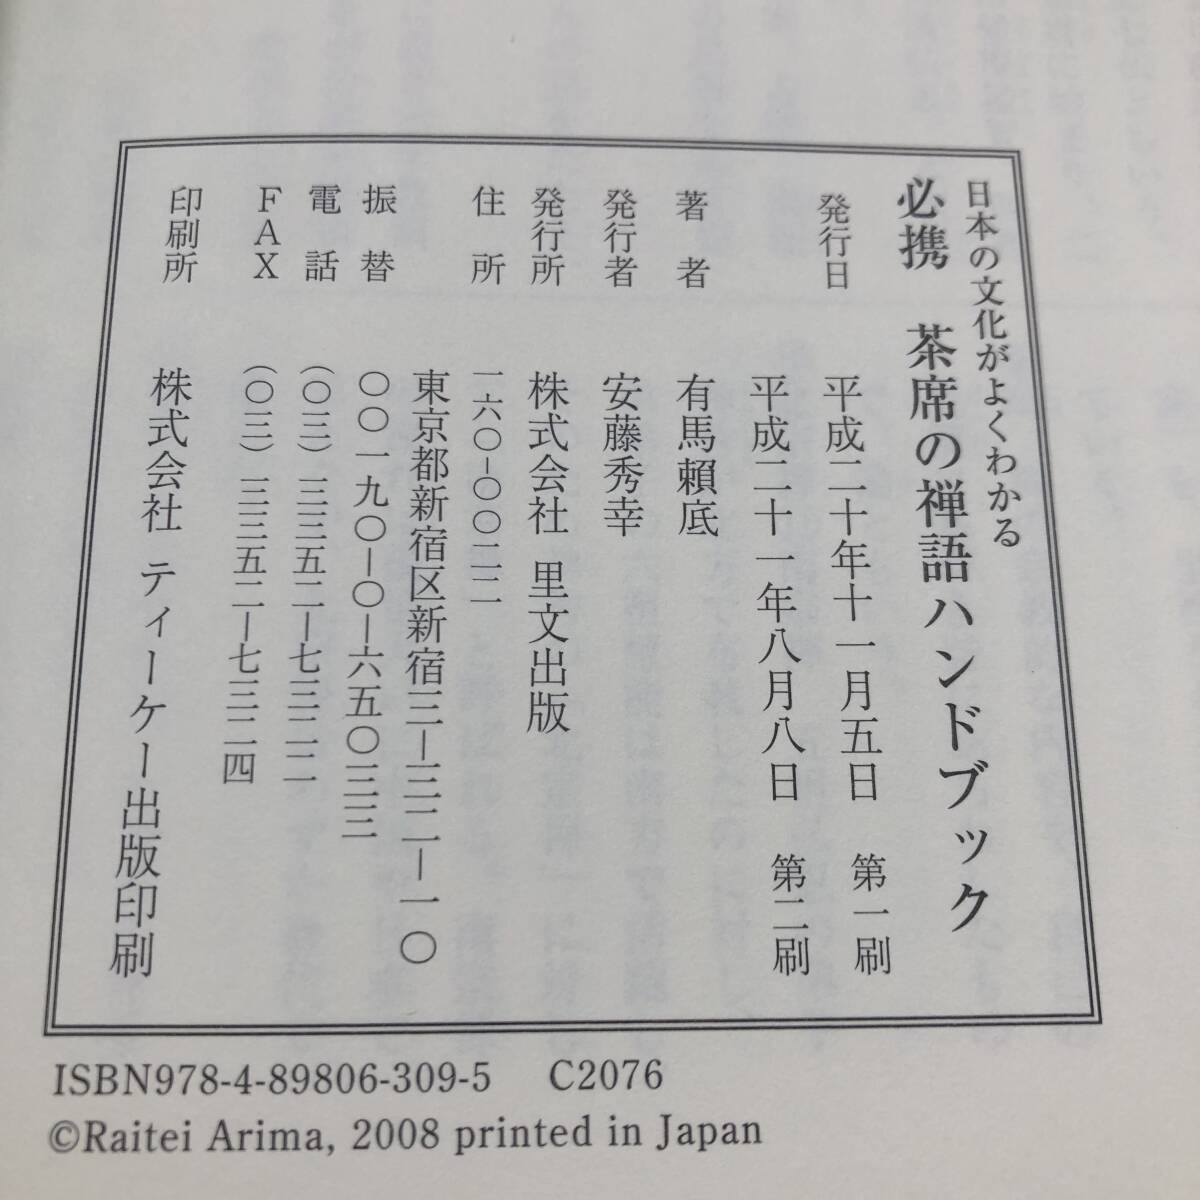 日本の文化がよくわかる
必携 茶席の禅語ハンドブック
発行日 平成二十年十一月五日 第一刷
平成二十一年八月八日 第二刷
著者 有馬賴底
発行者 安藤秀幸
発行所 株式会社 里文出版
住所 一六〇-〇〇二二
東京都新宿区新宿三-三二-一〇
振替 〇〇一九〇-〇-六五〇三三
電話 (〇三)三三五二-七三二二
FAX (〇三)三三五二-七三二四
印刷所 株式会社 ティーケー出版印刷
ISBN978-4-89806-309-5 C2076
©Raitei Arima, 2008 printed in Japan